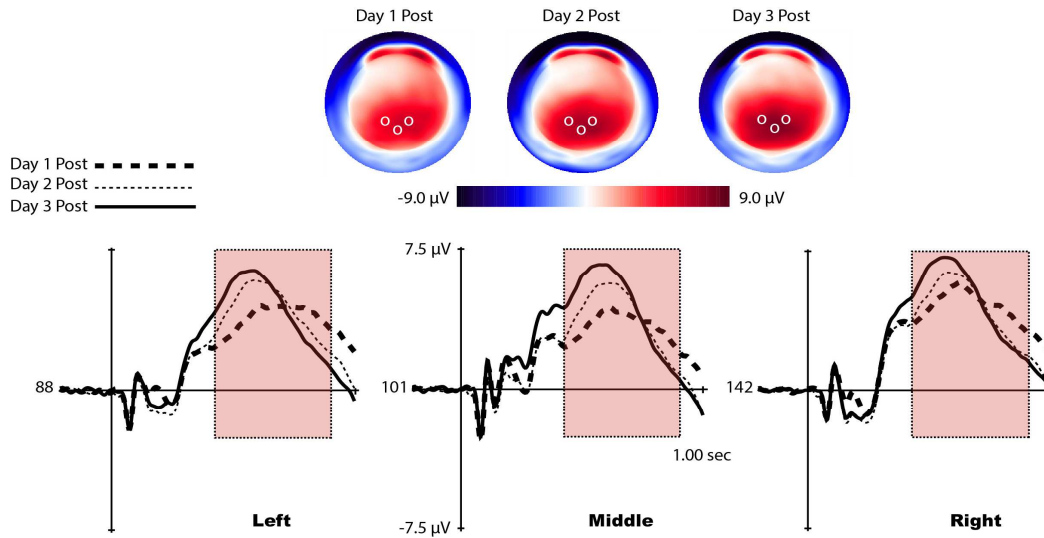 Day 1 Post Day 2 Post Day 3 Post
Day 1 Post
Day 2 Post
Day 3 Post
-9.0 µV 9.0 µV
7.5 µV
88 101 142
1.00 sec
Left Middle Right
-7.5 µV